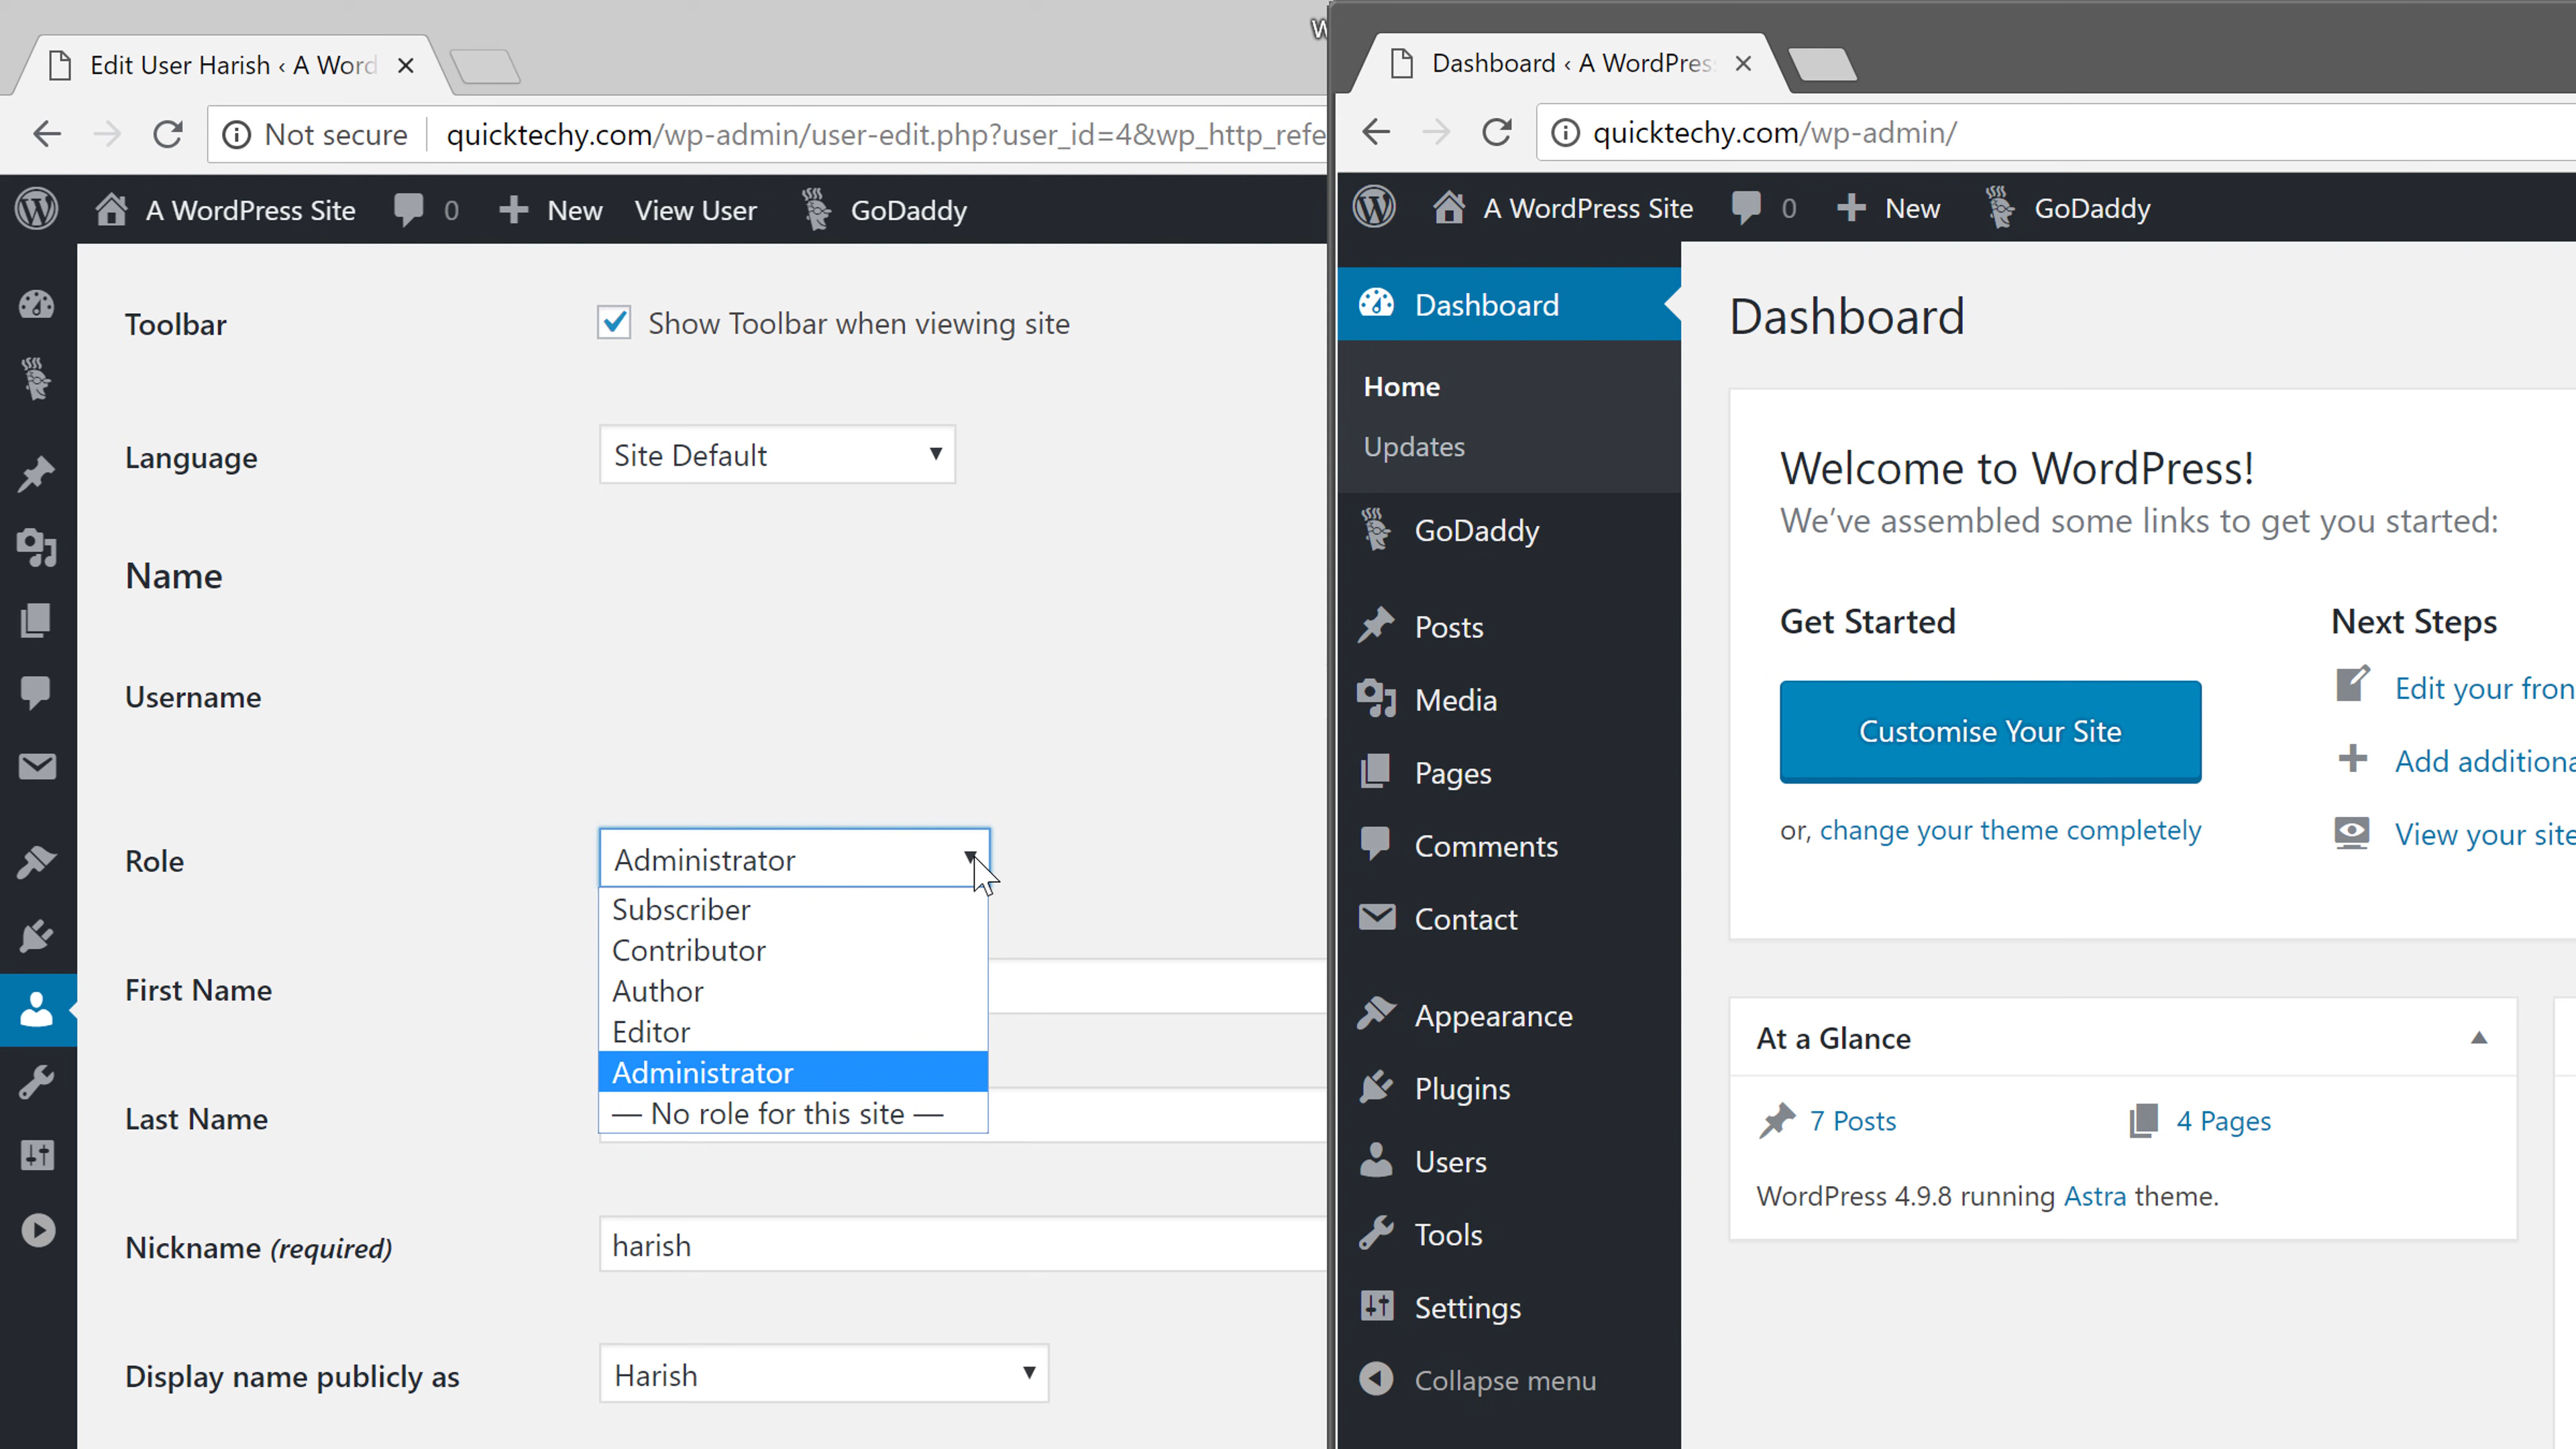 W
Edit User Harish ‹ A Word
Not secure
quicktechy.com/wp-admin/user-edit.php?user_id=4&wp_http_refe
A WordPress Site
0
New
View User
GoDaddy
Toolbar
Show Toolbar when viewing site
Language
Site Default
Name
Username
Role
Administrator
Subscriber
Contributor
Author
Editor
Administrator
— No role for this site —
First Name
Last Name
Nickname (required)
harish
Display name publicly as
Harish
Dashboard ‹ A WordPres
quicktechy.com/wp-admin/
A WordPress Site
0
New
GoDaddy
Dashboard
Home
Updates
GoDaddy
Posts
Media
Pages
Comments
Contact
Appearance
Plugins
Users
Tools
Settings
Collapse menu
Dashboard
Welcome to WordPress!
We’ve assembled some links to get you started:
Get Started
Customise Your Site
or, change your theme completely
Next Steps
Edit your fron
Add additiona
View your site
At a Glance
7 Posts
4 Pages
WordPress 4.9.8 running Astra theme.